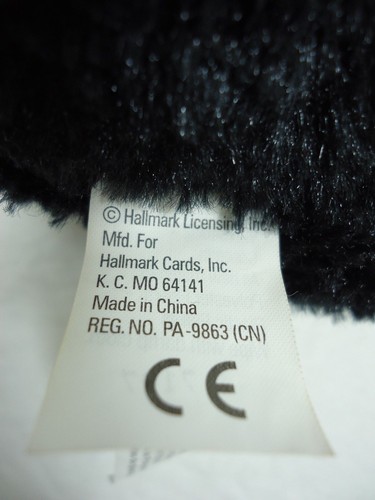 © Hallmark Licensing, Inc.
Mfd. For
Hallmark Cards, Inc.
K. C. MO 64141
Made in China
REG. NO. PA-9863 (CN)
CE